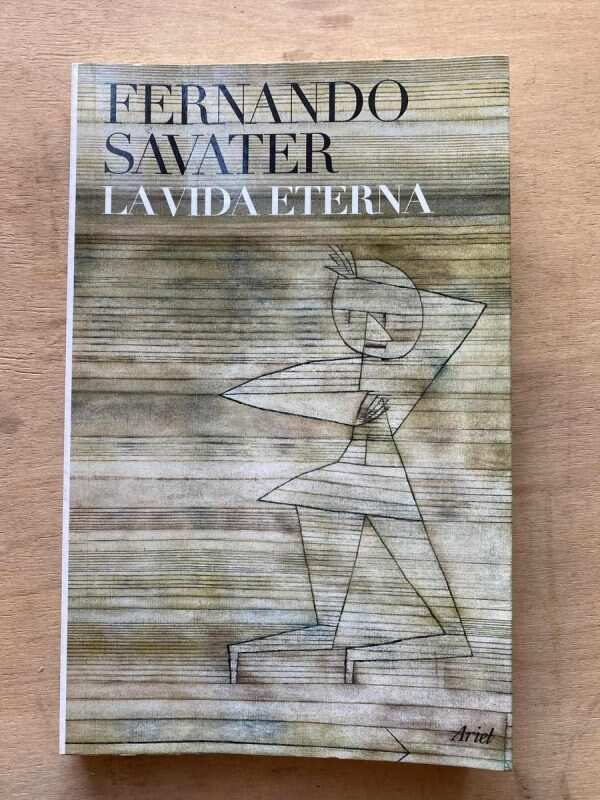 FERNANDO
SAVATER
LA VIDA ETERNA
Ariel